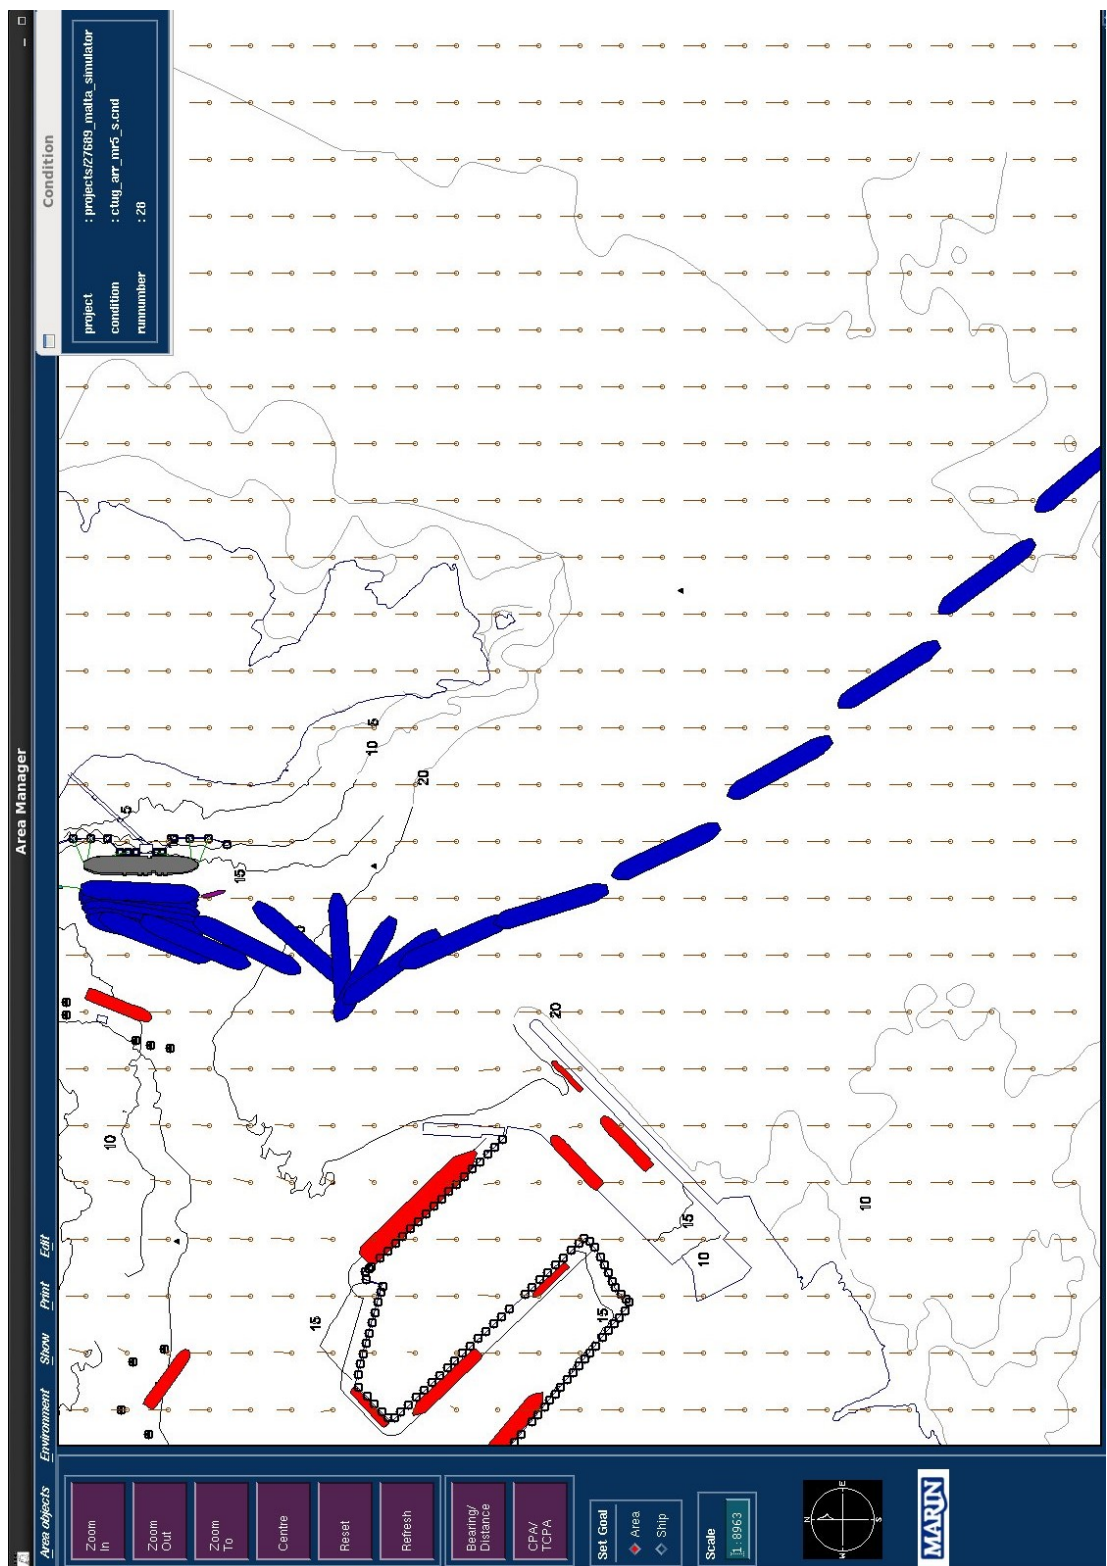 Area Manager
Area objects Environment Show Print Edit
Condition
project : projects/27689_malta_simulator
condition : ctug_arr_mr5_s.cnd
runnumber : 28
Zoom In
Zoom Out
Zoom To
Centre
Reset
Refresh
Bearing/ Distance
CPA/ TCPA
Set Goal
Area
Ship
Scale
1:8963
N
E
S
W
MARIN
10
15
15
15
10
10
20
15
5
10
5
20